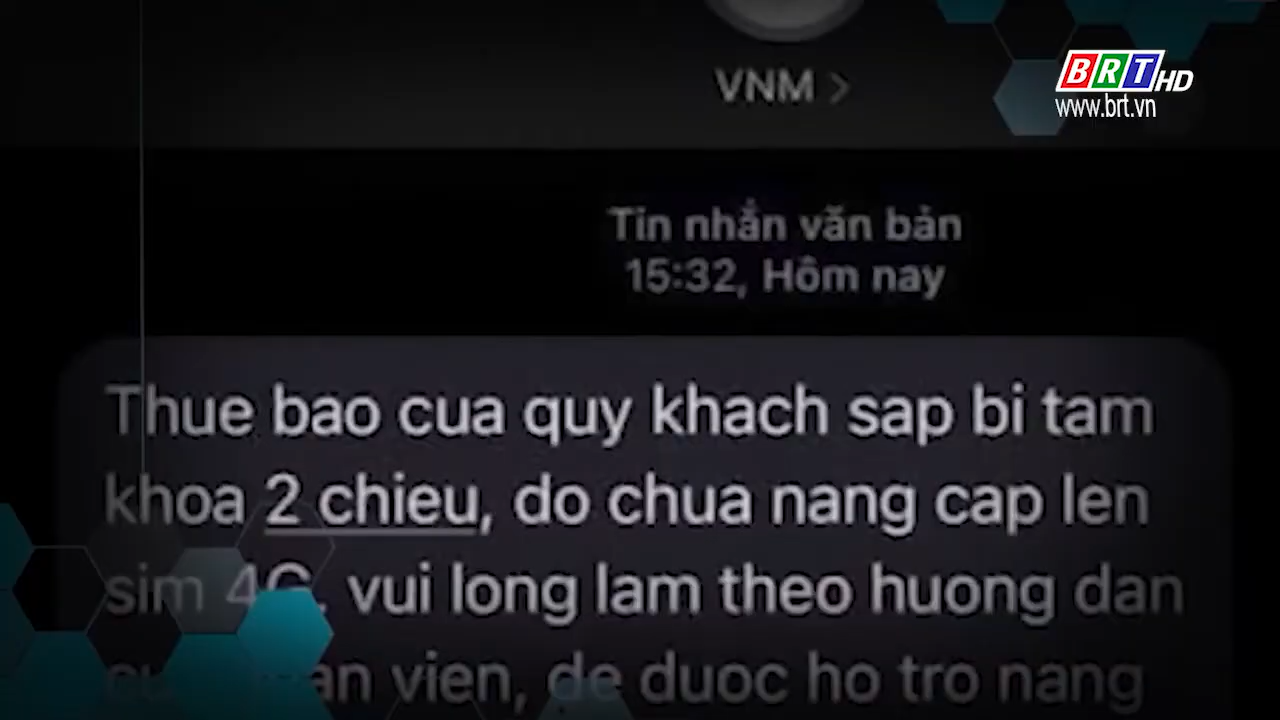 BRT HD
www.brt.vn
VNM >
Tin nhắn văn bản
15:32, Hôm nay
Thue bao cua quy khach sap bi tam
khoa 2 chieu, do chua nang cap len
sim 4G. vui long lam theo huong dan
vien, de duoc ho tro nang